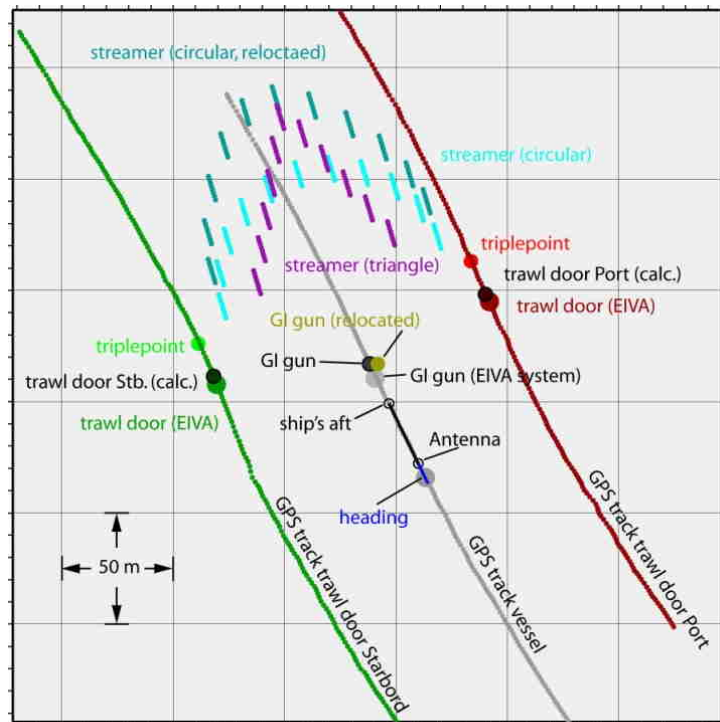 streamer (circular, reloctaed)
streamer (circular)
triplepoint
streamer (triangle)
trawl door Port (calc.)
trawl door (EIVA)
GI gun (relocated)
triplepoint
GI gun
GI gun (EIVA system)
trawl door Stb. (calc.)
trawl door (EIVA)
ship's aft
Antenna
heading
50 m
GPS track trawl door Starbord
GPS track vessel
GPS track trawl door Port